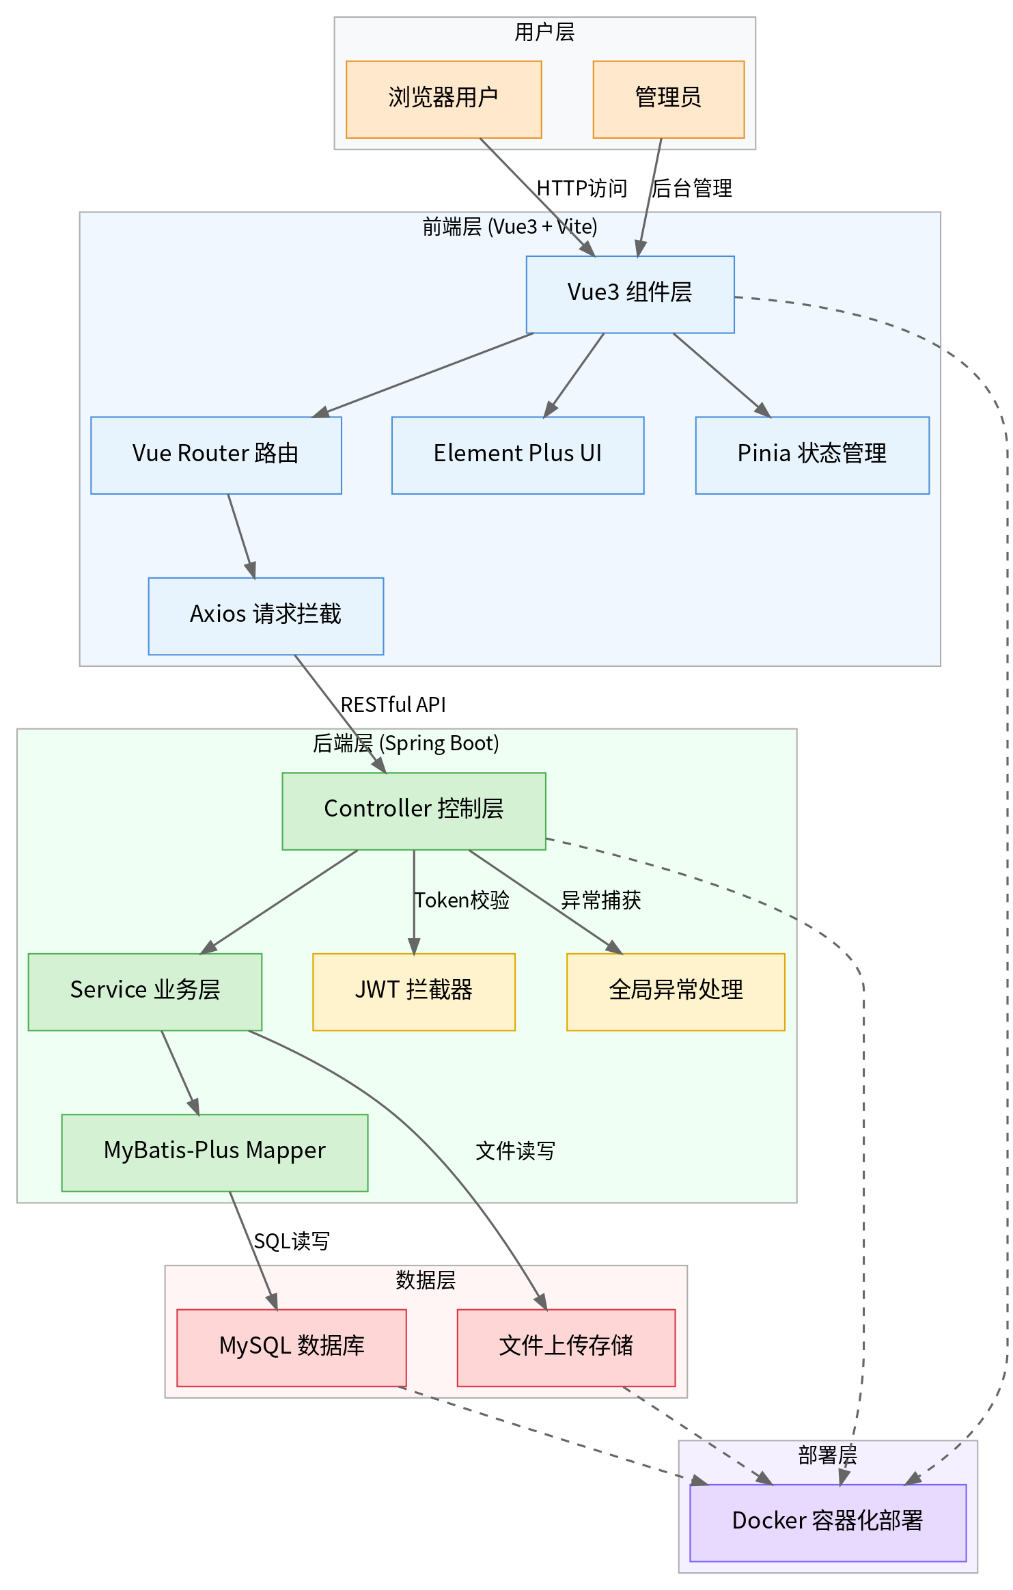 用户层
浏览器用户
管理员
HTTP访问
后台管理
前端层 (Vue3 + Vite)
Vue3 组件层
Vue Router 路由
Element Plus UI
Pinia 状态管理
Axios 请求拦截
RESTful API
后端层 (Spring Boot)
Controller 控制层
Token校验
异常捕获
Service 业务层
JWT 拦截器
全局异常处理
MyBatis-Plus Mapper
文件读写
SQL读写
数据层
MySQL 数据库
文件上传存储
部署层
Docker 容器化部署